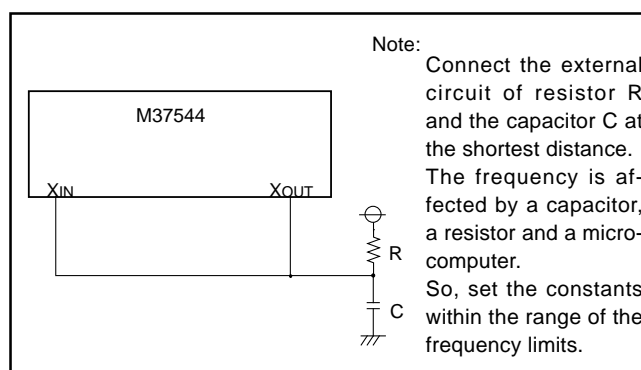 Note:
Connect the external
circuit of resistor R
and the capacitor C at
the shortest distance.
The frequency is af-
fected by a capacitor,
a resistor and a micro-
computer.
So, set the constants
within the range of the
frequency limits.
M37544
XIN
XOUT
R
C